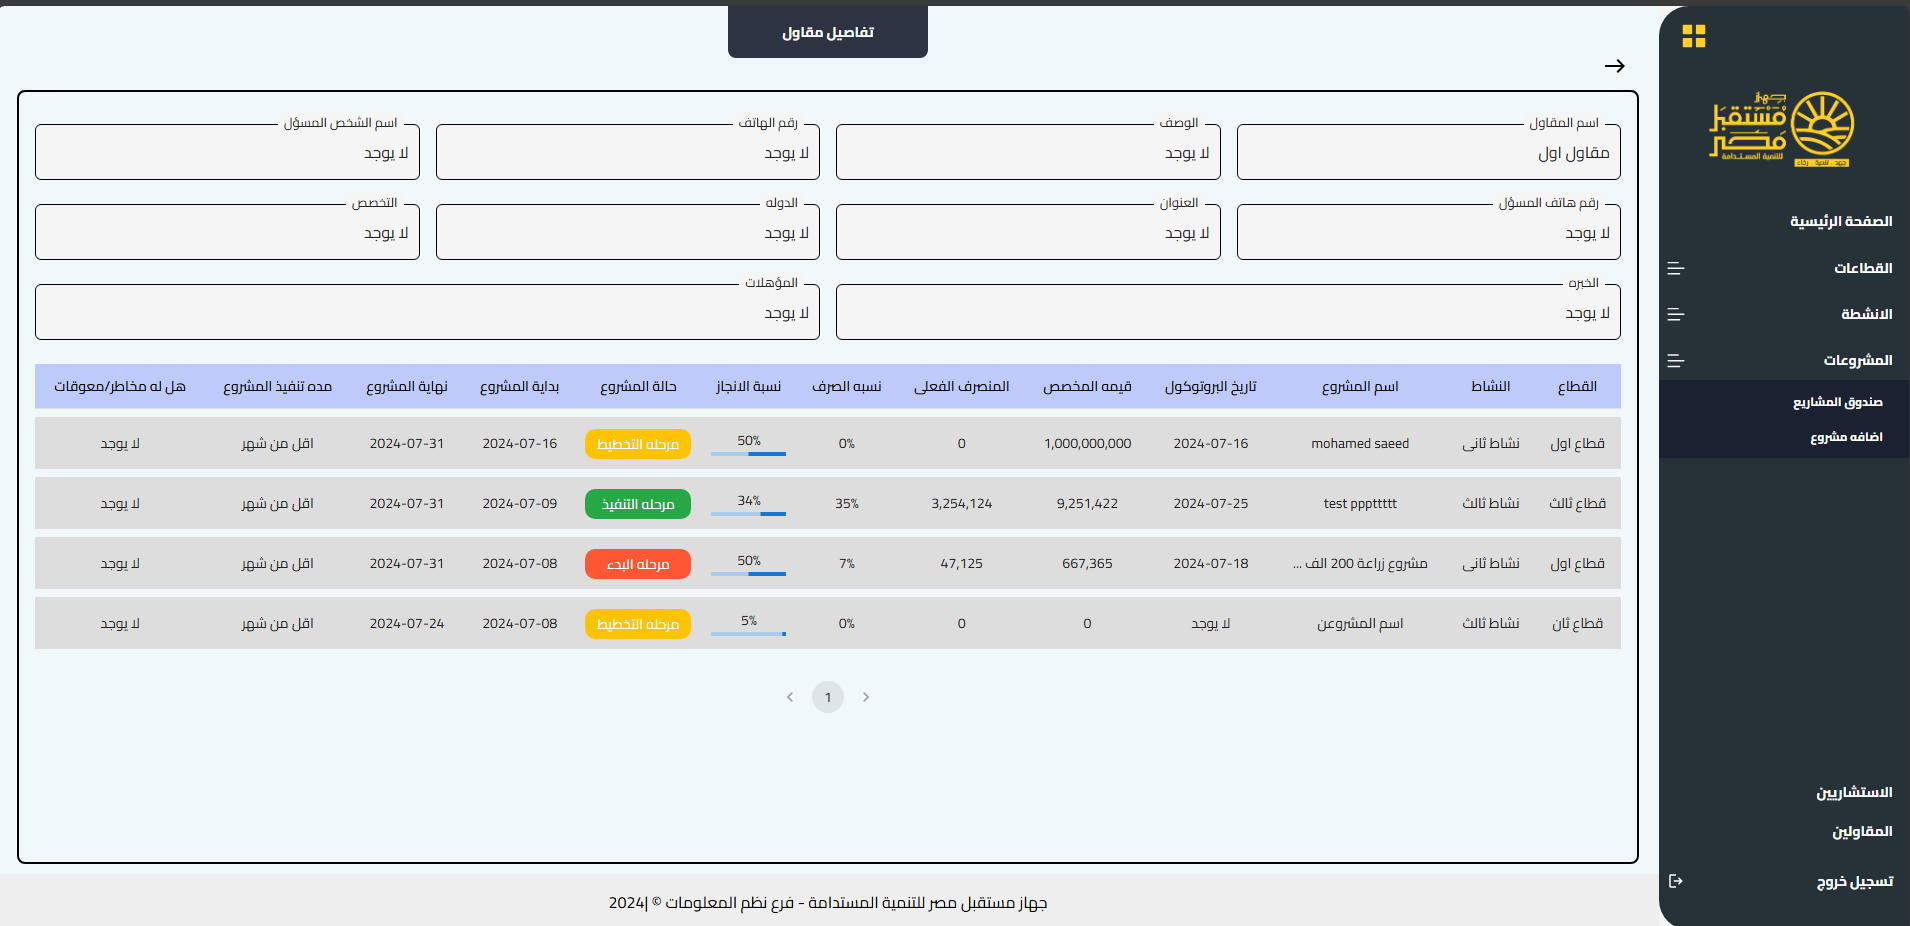 تفاصيل مقاول
جهاز
مستقبل
مصر
للتنمية المستدامة
جهد - تنمية - رخاء
الصفحة الرئيسية
القطاعات
الانشطة
المشروعات
صندوق المشاريع
اضافه مشروع
الاستشاريين
المقاولين
تسجيل خروج
اسم المقاول
مقاول اول
الوصف
لا يوجد
رقم الهاتف
لا يوجد
اسم الشخص المسؤل
لا يوجد
رقم هاتف المسؤل
لا يوجد
العنوان
لا يوجد
الدوله
لا يوجد
التخصص
لا يوجد
الخبره
لا يوجد
المؤهلات
لا يوجد
القطاع النشاط اسم المشروع تاريخ البروتوكول قيمه المخصص المنصرف الفعلى نسبه الصرف نسبة الانجاز حالة المشروع بداية المشروع نهاية المشروع مده تنفيذ المشروع هل له مخاطر/معوقات
قطاع اول نشاط ثانى mohamed saeed 2024-07-16 1,000,000,000 0 0% 50% مرحله التخطيط 2024-07-16 2024-07-31 اقل من شهر لا يوجد
قطاع ثالث نشاط ثالث test pppttttt 2024-07-25 9,251,422 3,254,124 35% 34% مرحله التنفيذ 2024-07-09 2024-07-31 اقل من شهر لا يوجد
قطاع اول نشاط ثانى مشروع زراعة 200 الف ... 2024-07-18 667,365 47,125 7% 50% مرحله البدء 2024-07-08 2024-07-31 اقل من شهر لا يوجد
قطاع ثان نشاط ثالث اسم المشروعن لا يوجد 0 0 0% 5% مرحله التخطيط 2024-07-08 2024-07-24 اقل من شهر لا يوجد
1
جهاز مستقبل مصر للتنمية المستدامة - فرع نظم المعلومات © |2024